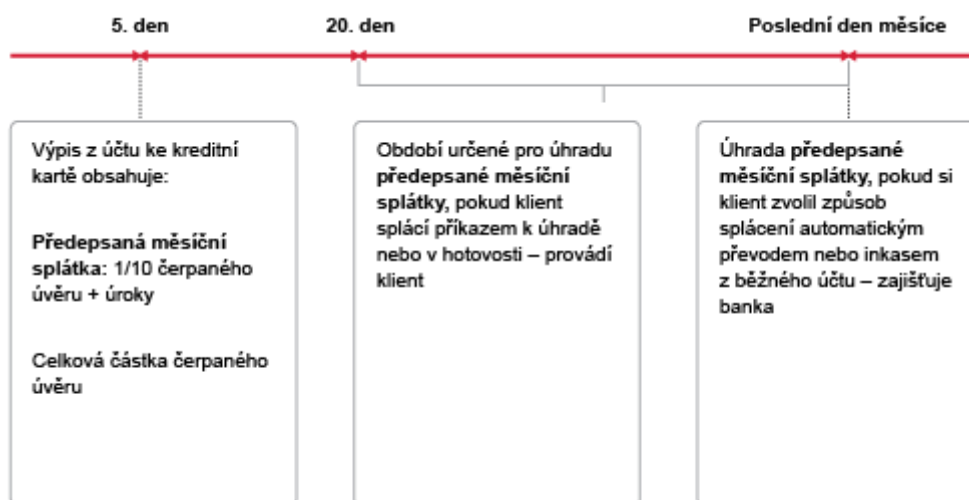 5. den
20. den
Poslední den měsíce
Výpis z účtu ke kreditní
kartě obsahuje:
Předepsaná měsíční
splátka: 1/10 čerpaného
úvěru + úroky
Celková částka čerpaného
úvěru
Období určené pro úhradu
předepsané měsíční
splátky, pokud klient
splácí příkazem k úhradě
nebo v hotovosti – provádí
klient
Úhrada předepsané
měsíční splátky, pokud si
klient zvolil způsob
splácení automatickým
převodem nebo inkasem
z běžného účtu – zajišťuje
banka